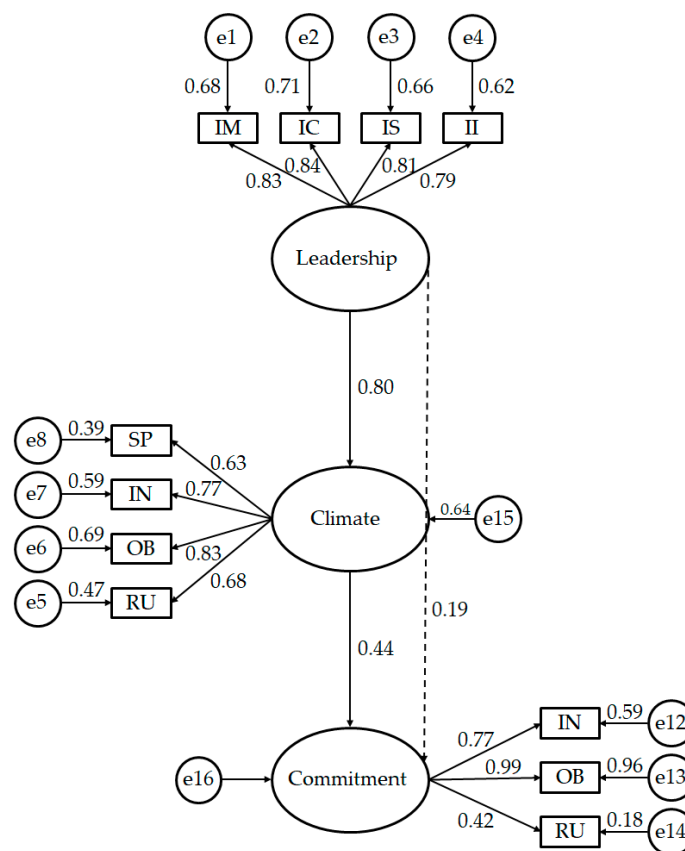 e1 e2 e3 e4
0.68 0.71 0.66 0.62
IM IC IS II
0.83 0.84 0.81 0.79
Leadership
0.80
e8 0.39 SP
0.63
e7 0.59 IN
0.77
Climate
0.64 e15
e6 0.69 OB
0.83
e5 0.47 RU
0.68
0.19
0.44
IN 0.59 e12
0.77
e16
Commitment
0.99
OB 0.96 e13
0.42
RU 0.18 e14